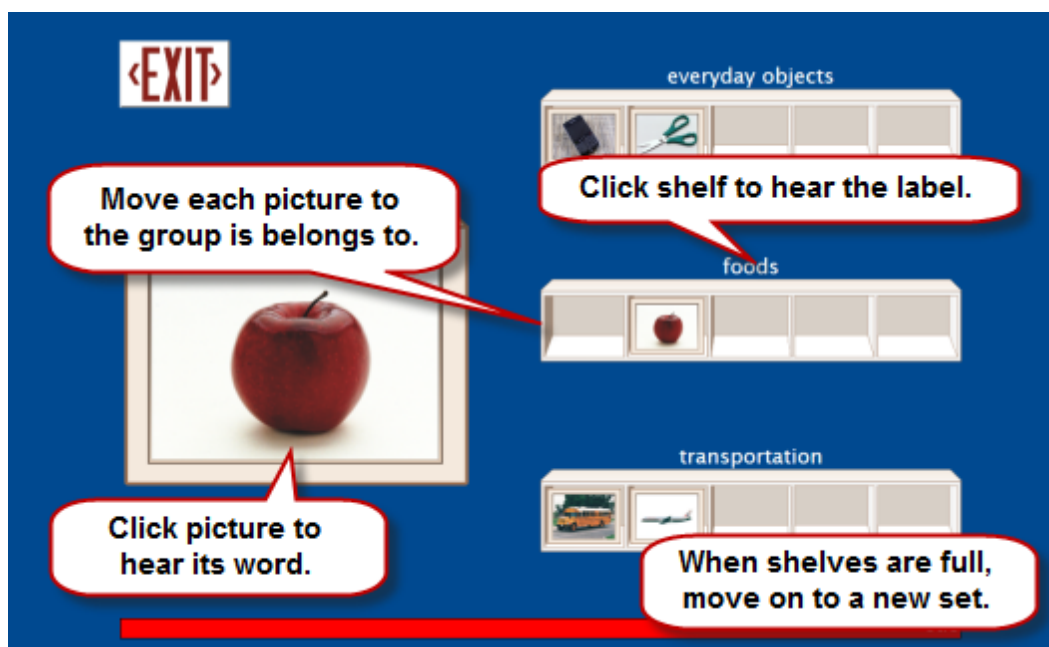 <EXIT>
everyday objects
Click shelf to hear the label.
Move each picture to
the group is belongs to.
foods
transportation
Click picture to
hear its word.
When shelves are full,
move on to a new set.